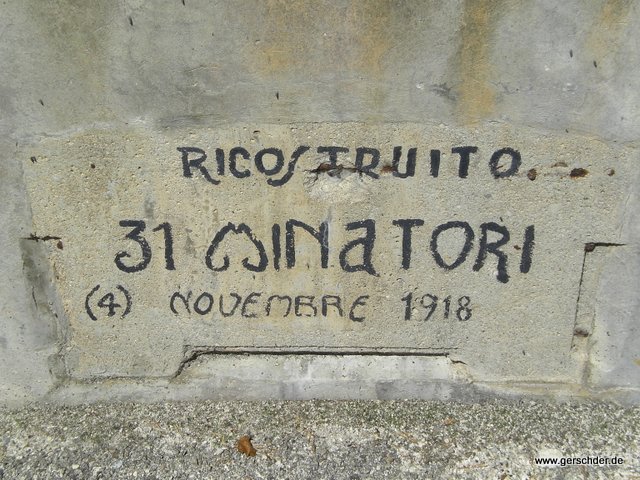 RICOSTRUITO.
31 MINATORI
(4) NOVEMBRE 1918
www.gerschder.de